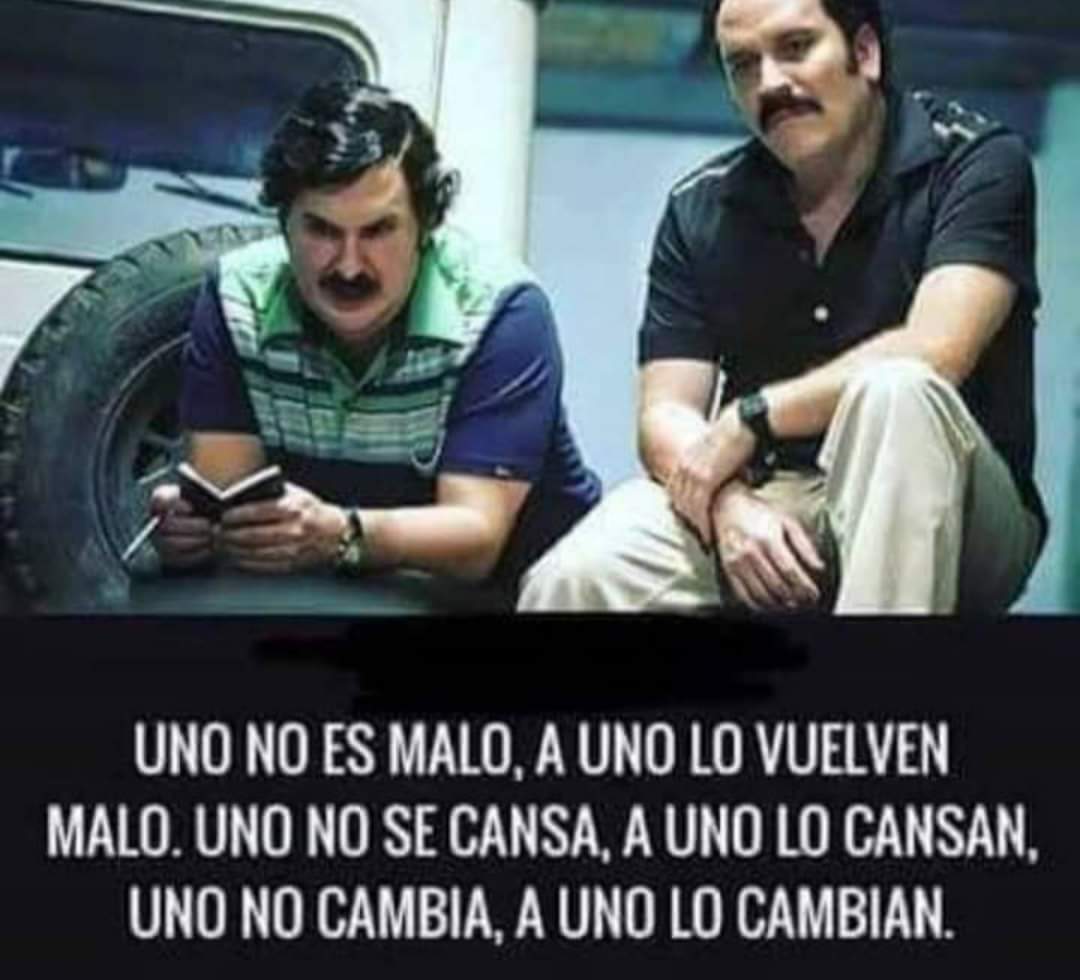 UNO NO ES MALO, A UNO LO VUELVEN
MALO. UNO NO SE CANSA, A UNO LO CANSAN,
UNO NO CAMBIA, A UNO LO CAMBIAN.